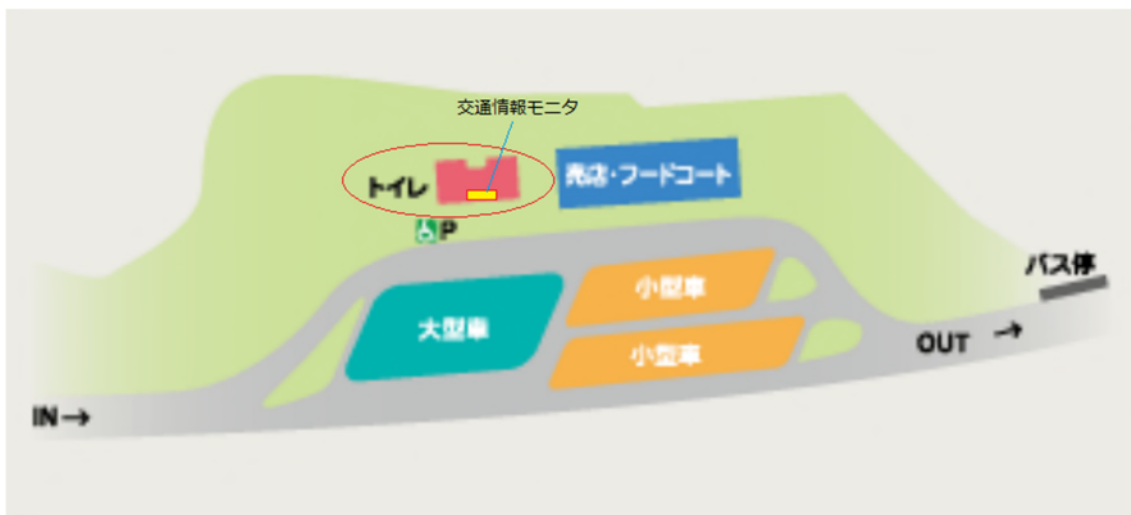 交通情報モニタ
トイレ
売店・フードコート
P
バス停
小型車
大型車
小型車
OUT →
IN→